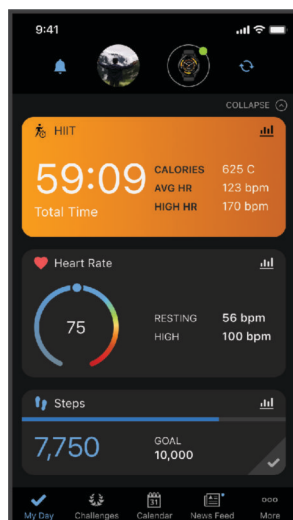 9:41
COLLAPSE
HIIT
59:09
Total Time
CALORIES 625 C
AVG HR 123 bpm
HIGH HR 170 bpm
Heart Rate
75
RESTING 56 bpm
HIGH 100 bpm
Steps
7,750
GOAL
10,000
My Day Challenges Calendar News Feed More